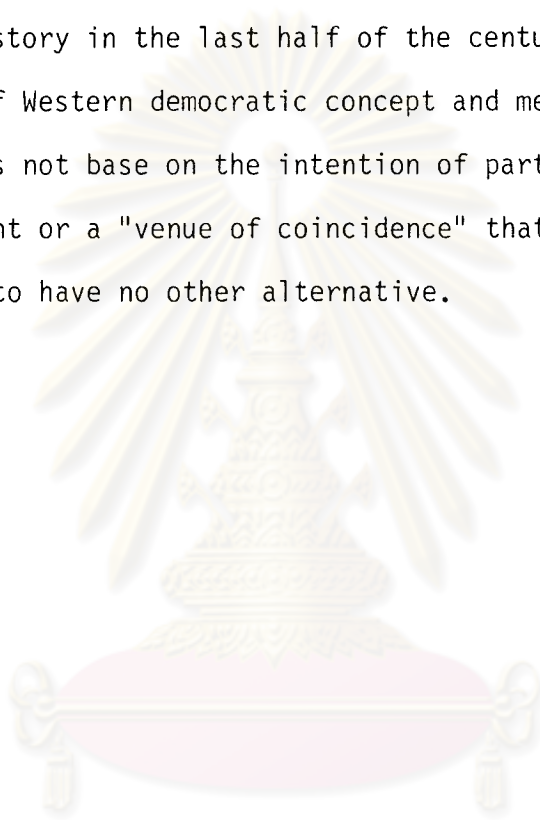 story in the last half of the centu
f Western democratic concept and me
s not base on the intention of part
nt or a "venue of coincidence" that
to have no other alternative.